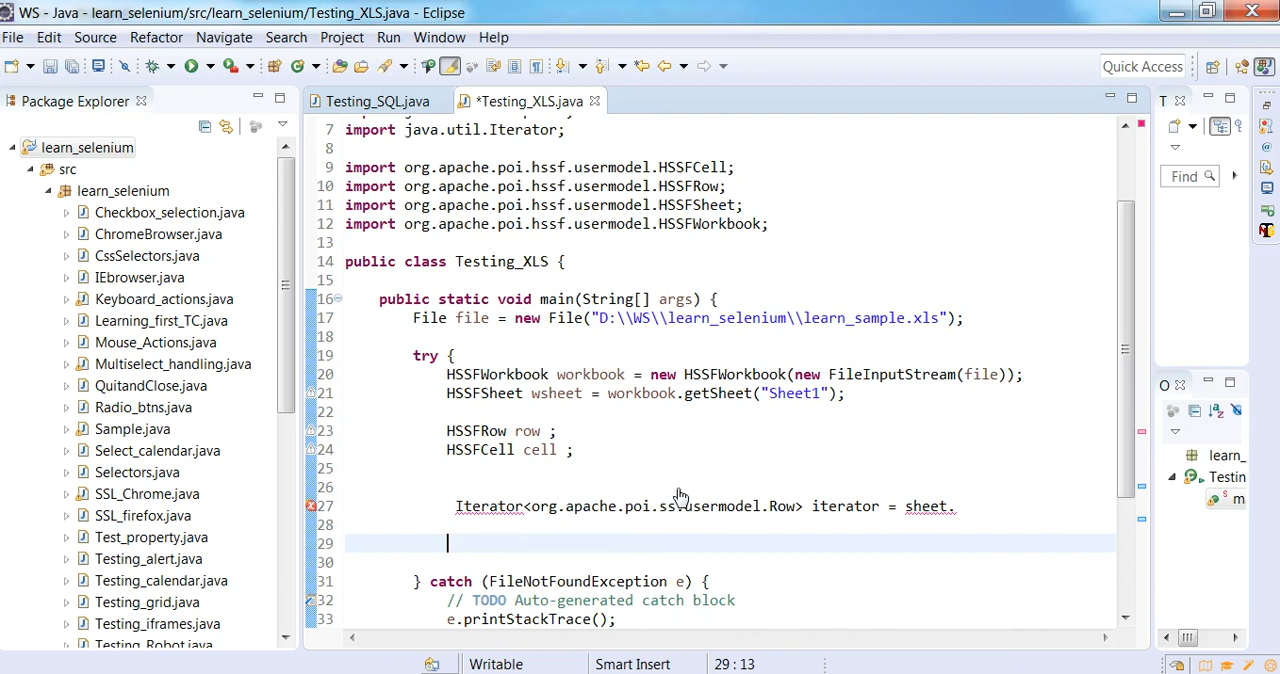 WS - Java - learn_selenium/src/learn_selenium/Testing_XLS.java - Eclipse
File Edit Source Refactor Navigate Search Project Run Window Help
Quick Access
Package Explorer
Testing_SQL.java
*Testing_XLS.java
T
learn_selenium
src
learn_selenium
Checkbox_selection.java
ChromeBrowser.java
CssSelectors.java
IEbrowser.java
Keyboard_actions.java
Learning_first_TC.java
Mouse_Actions.java
Multiselect_handling.java
QuitandClose.java
Radio_btns.java
Sample.java
Select_calendar.java
Selectors.java
SSL_Chrome.java
SSL_firefox.java
Test_property.java
Testing_alert.java
Testing_calendar.java
Testing_grid.java
Testing_iframes.java
Testing_Robot.java
7 import java.util.Iterator;
8
9 import org.apache.poi.hssf.usermodel.HSSFCell;
10 import org.apache.poi.hssf.usermodel.HSSFRow;
11 import org.apache.poi.hssf.usermodel.HSSFSheet;
12 import org.apache.poi.hssf.usermodel.HSSFWorkbook;
13
14 public class Testing_XLS {
15
16 public static void main(String[] args) {
17 File file = new File("D:\\WS\\learn_selenium\\learn_sample.xls");
18
19 try {
20 HSSFWorkbook workbook = new HSSFWorkbook(new FileInputStream(file));
21 HSSFSheet wsheet = workbook.getSheet("Sheet1");
22
23 HSSFRow row ;
24 HSSFCell cell ;
25
26
27 Iterator<org.apache.poi.ss.usermodel.Row> iterator = sheet.
28
29
30
31 } catch (FileNotFoundException e) {
32 // TODO Auto-generated catch block
33 e.printStackTrace();
Find
O
learn_
Testin
m
Writable
Smart Insert
29 : 13